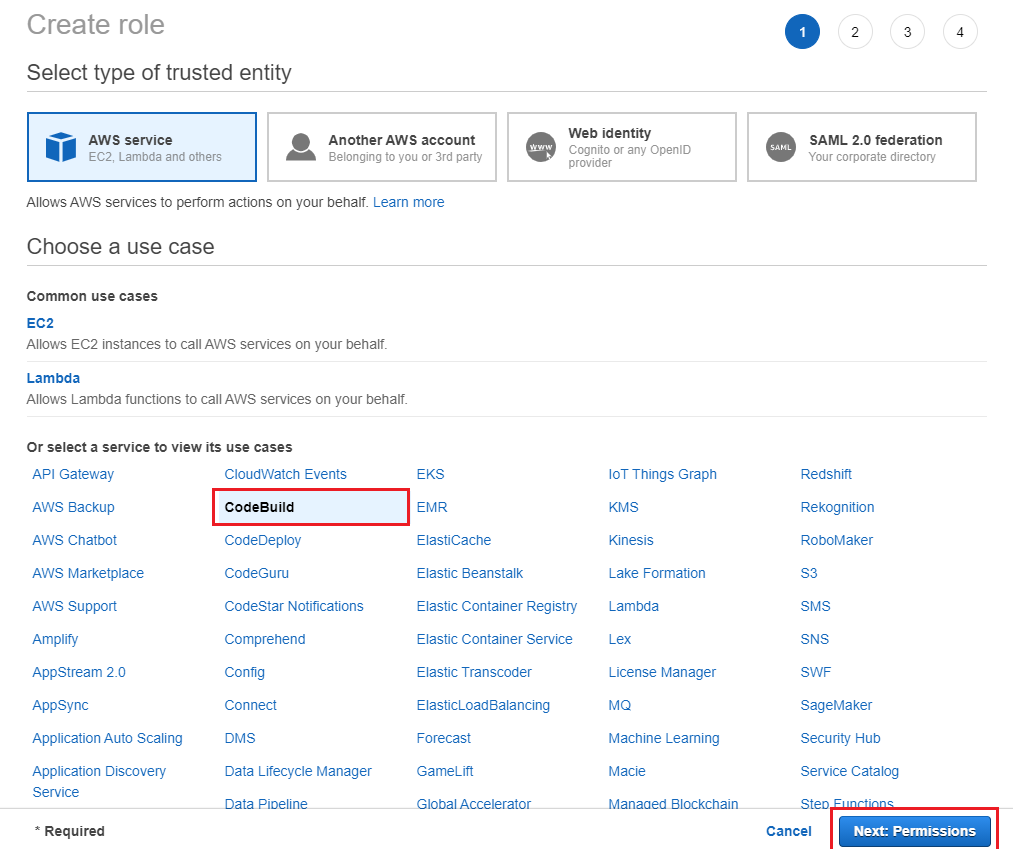 Create role
1 2 3 4
Select type of trusted entity
AWS service
EC2, Lambda and others
Another AWS account
Belonging to you or 3rd party
www
Web identity
Cognito or any OpenID
provider
SAML
SAML 2.0 federation
Your corporate directory
Allows AWS services to perform actions on your behalf. Learn more
Choose a use case
Common use cases
EC2
Allows EC2 instances to call AWS services on your behalf.
Lambda
Allows Lambda functions to call AWS services on your behalf.
Or select a service to view its use cases
API Gateway CloudWatch Events EKS IoT Things Graph Redshift
AWS Backup CodeBuild EMR KMS Rekognition
AWS Chatbot CodeDeploy ElastiCache Kinesis RoboMaker
AWS Marketplace CodeGuru Elastic Beanstalk Lake Formation S3
AWS Support CodeStar Notifications Elastic Container Registry Lambda SMS
Amplify Comprehend Elastic Container Service Lex SNS
AppStream 2.0 Config Elastic Transcoder License Manager SWF
AppSync Connect ElasticLoadBalancing MQ SageMaker
Application Auto Scaling DMS Forecast Machine Learning Security Hub
Application Discovery Data Lifecycle Manager GameLift Macie Service Catalog
Service
Data Pipeline Global Accelerator Managed Blockchain Step Functions
* Required Cancel Next: Permissions